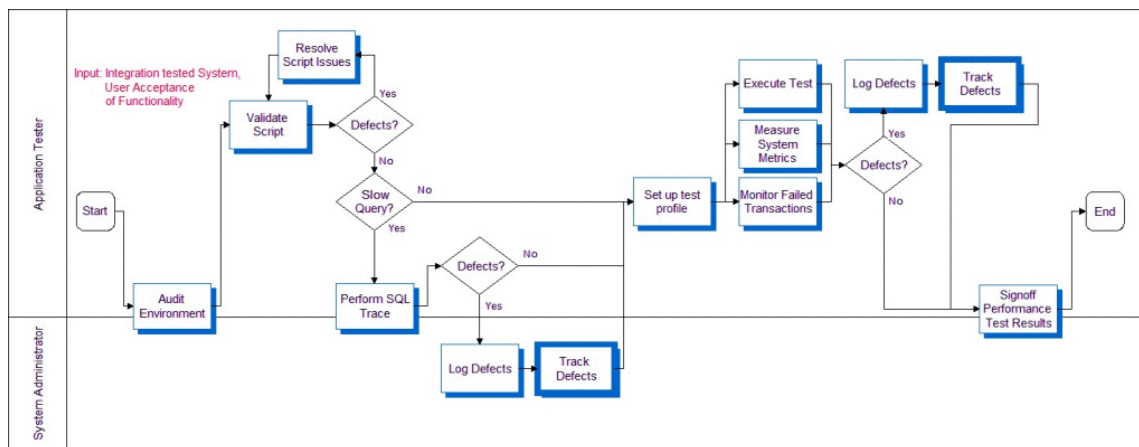 Application Tester
System Administrator
Input: Integration tested System,
User Acceptance
of Functionality
Start
Audit
Environment
Validate
Script
Resolve
Script Issues
Defects?
Yes
No
Slow
Query?
No
Yes
Perform SQL
Trace
Defects?
No
Yes
Log Defects
Track
Defects
Set up test
profile
Execute Test
Measure
System
Metrics
Monitor Failed
Transactions
Defects?
Yes
No
Log Defects
Track
Defects
Signoff
Performance
Test Results
End